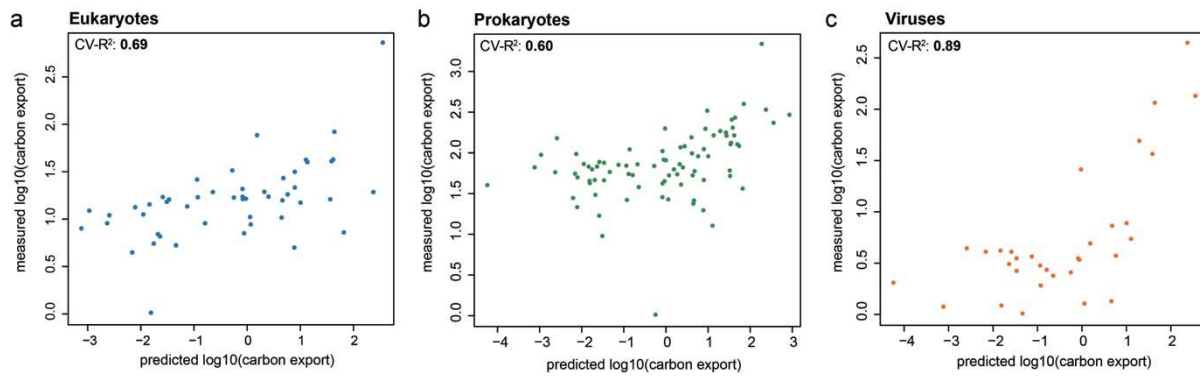 a Eukaryotes
CV-R²: 0.69
measured log10(carbon export)
2.5
2.0
1.5
1.0
0.5
0.0
−3 −2 −1 0 1 2
predicted log10(carbon export)
b Prokaryotes
CV-R²: 0.60
measured log10(carbon export)
3.0
2.5
2.0
1.5
1.0
0.5
0.0
−4 −3 −2 −1 0 1 2 3
predicted log10(carbon export)
c Viruses
CV-R²: 0.89
measured log10(carbon export)
2.5
2.0
1.5
1.0
0.5
0.0
−4 −3 −2 −1 0 1 2
predicted log10(carbon export)